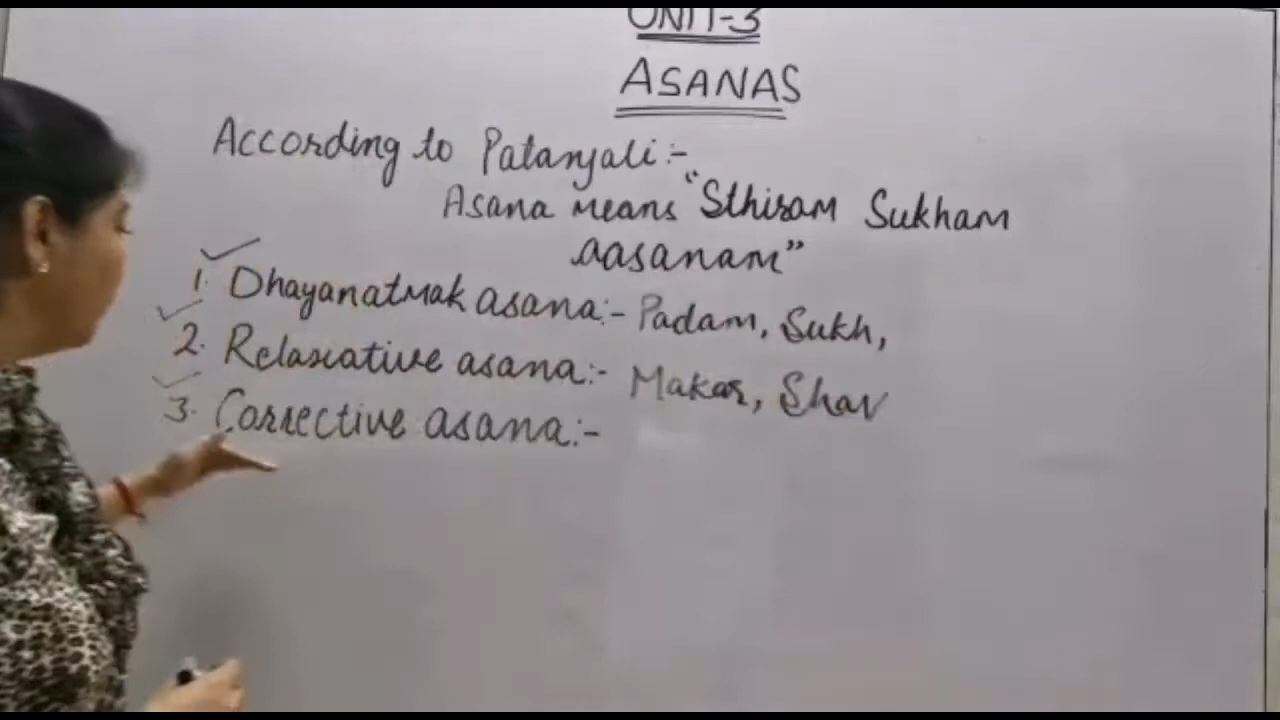 UNIT-3
ASANAS
According to Patanjali:-
Asana means "Sthiram Sukham
aasanam"
1. Dhayanatmak asana:- Padam, Sukh,
2. Relaxative asana:- Makar, Shav
3. Corrective asana:-